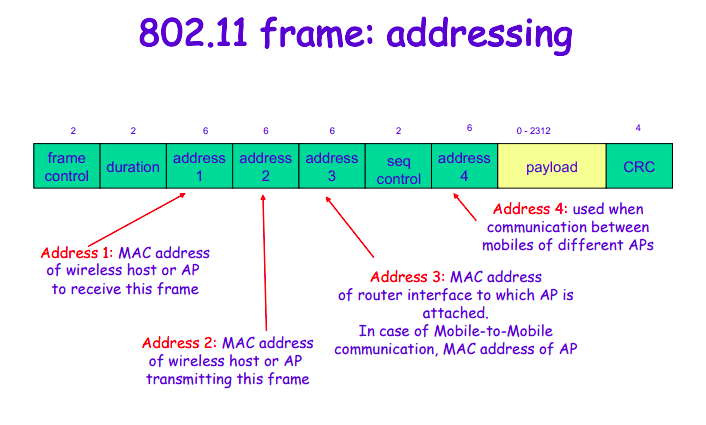 802.11 frame: addressing
2 2 6 6 6 2 6 0 - 2312 4
frame control duration address 1 address 2 address 3 seq control address 4 payload CRC
Address 4: used when
communication between
mobiles of different APs
Address 1: MAC address
of wireless host or AP
to receive this frame
Address 3: MAC address
of router interface to which AP is
attached.
In case of Mobile-to-Mobile
communication, MAC address of AP
Address 2: MAC address
of wireless host or AP
transmitting this frame